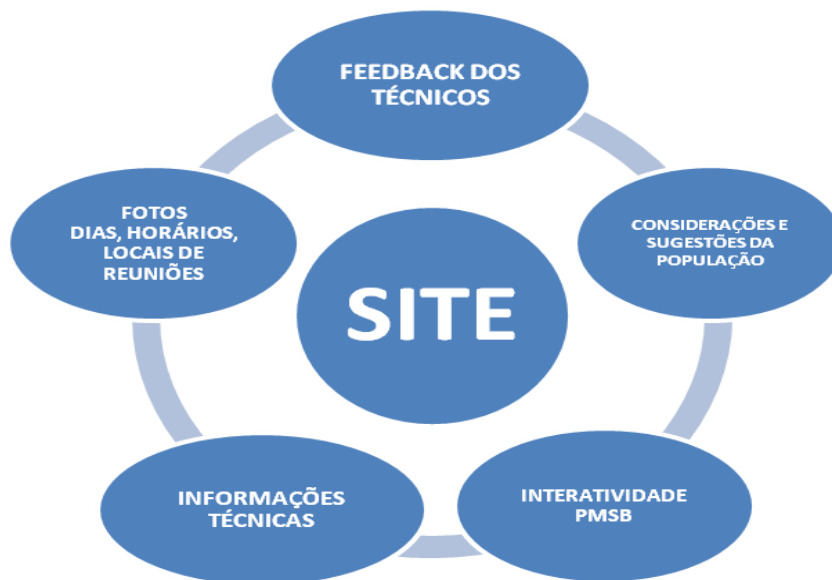 FEEDBACK DOS
TÉCNICOS
FOTOS
DIAS, HORÁRIOS,
LOCAIS DE
REUNIÕES
CONSIDERAÇÕES E
SUGESTÕES DA
POPULAÇÃO
SITE
INFORMAÇÕES
TÉCNICAS
INTERATIVIDADE
PMSB